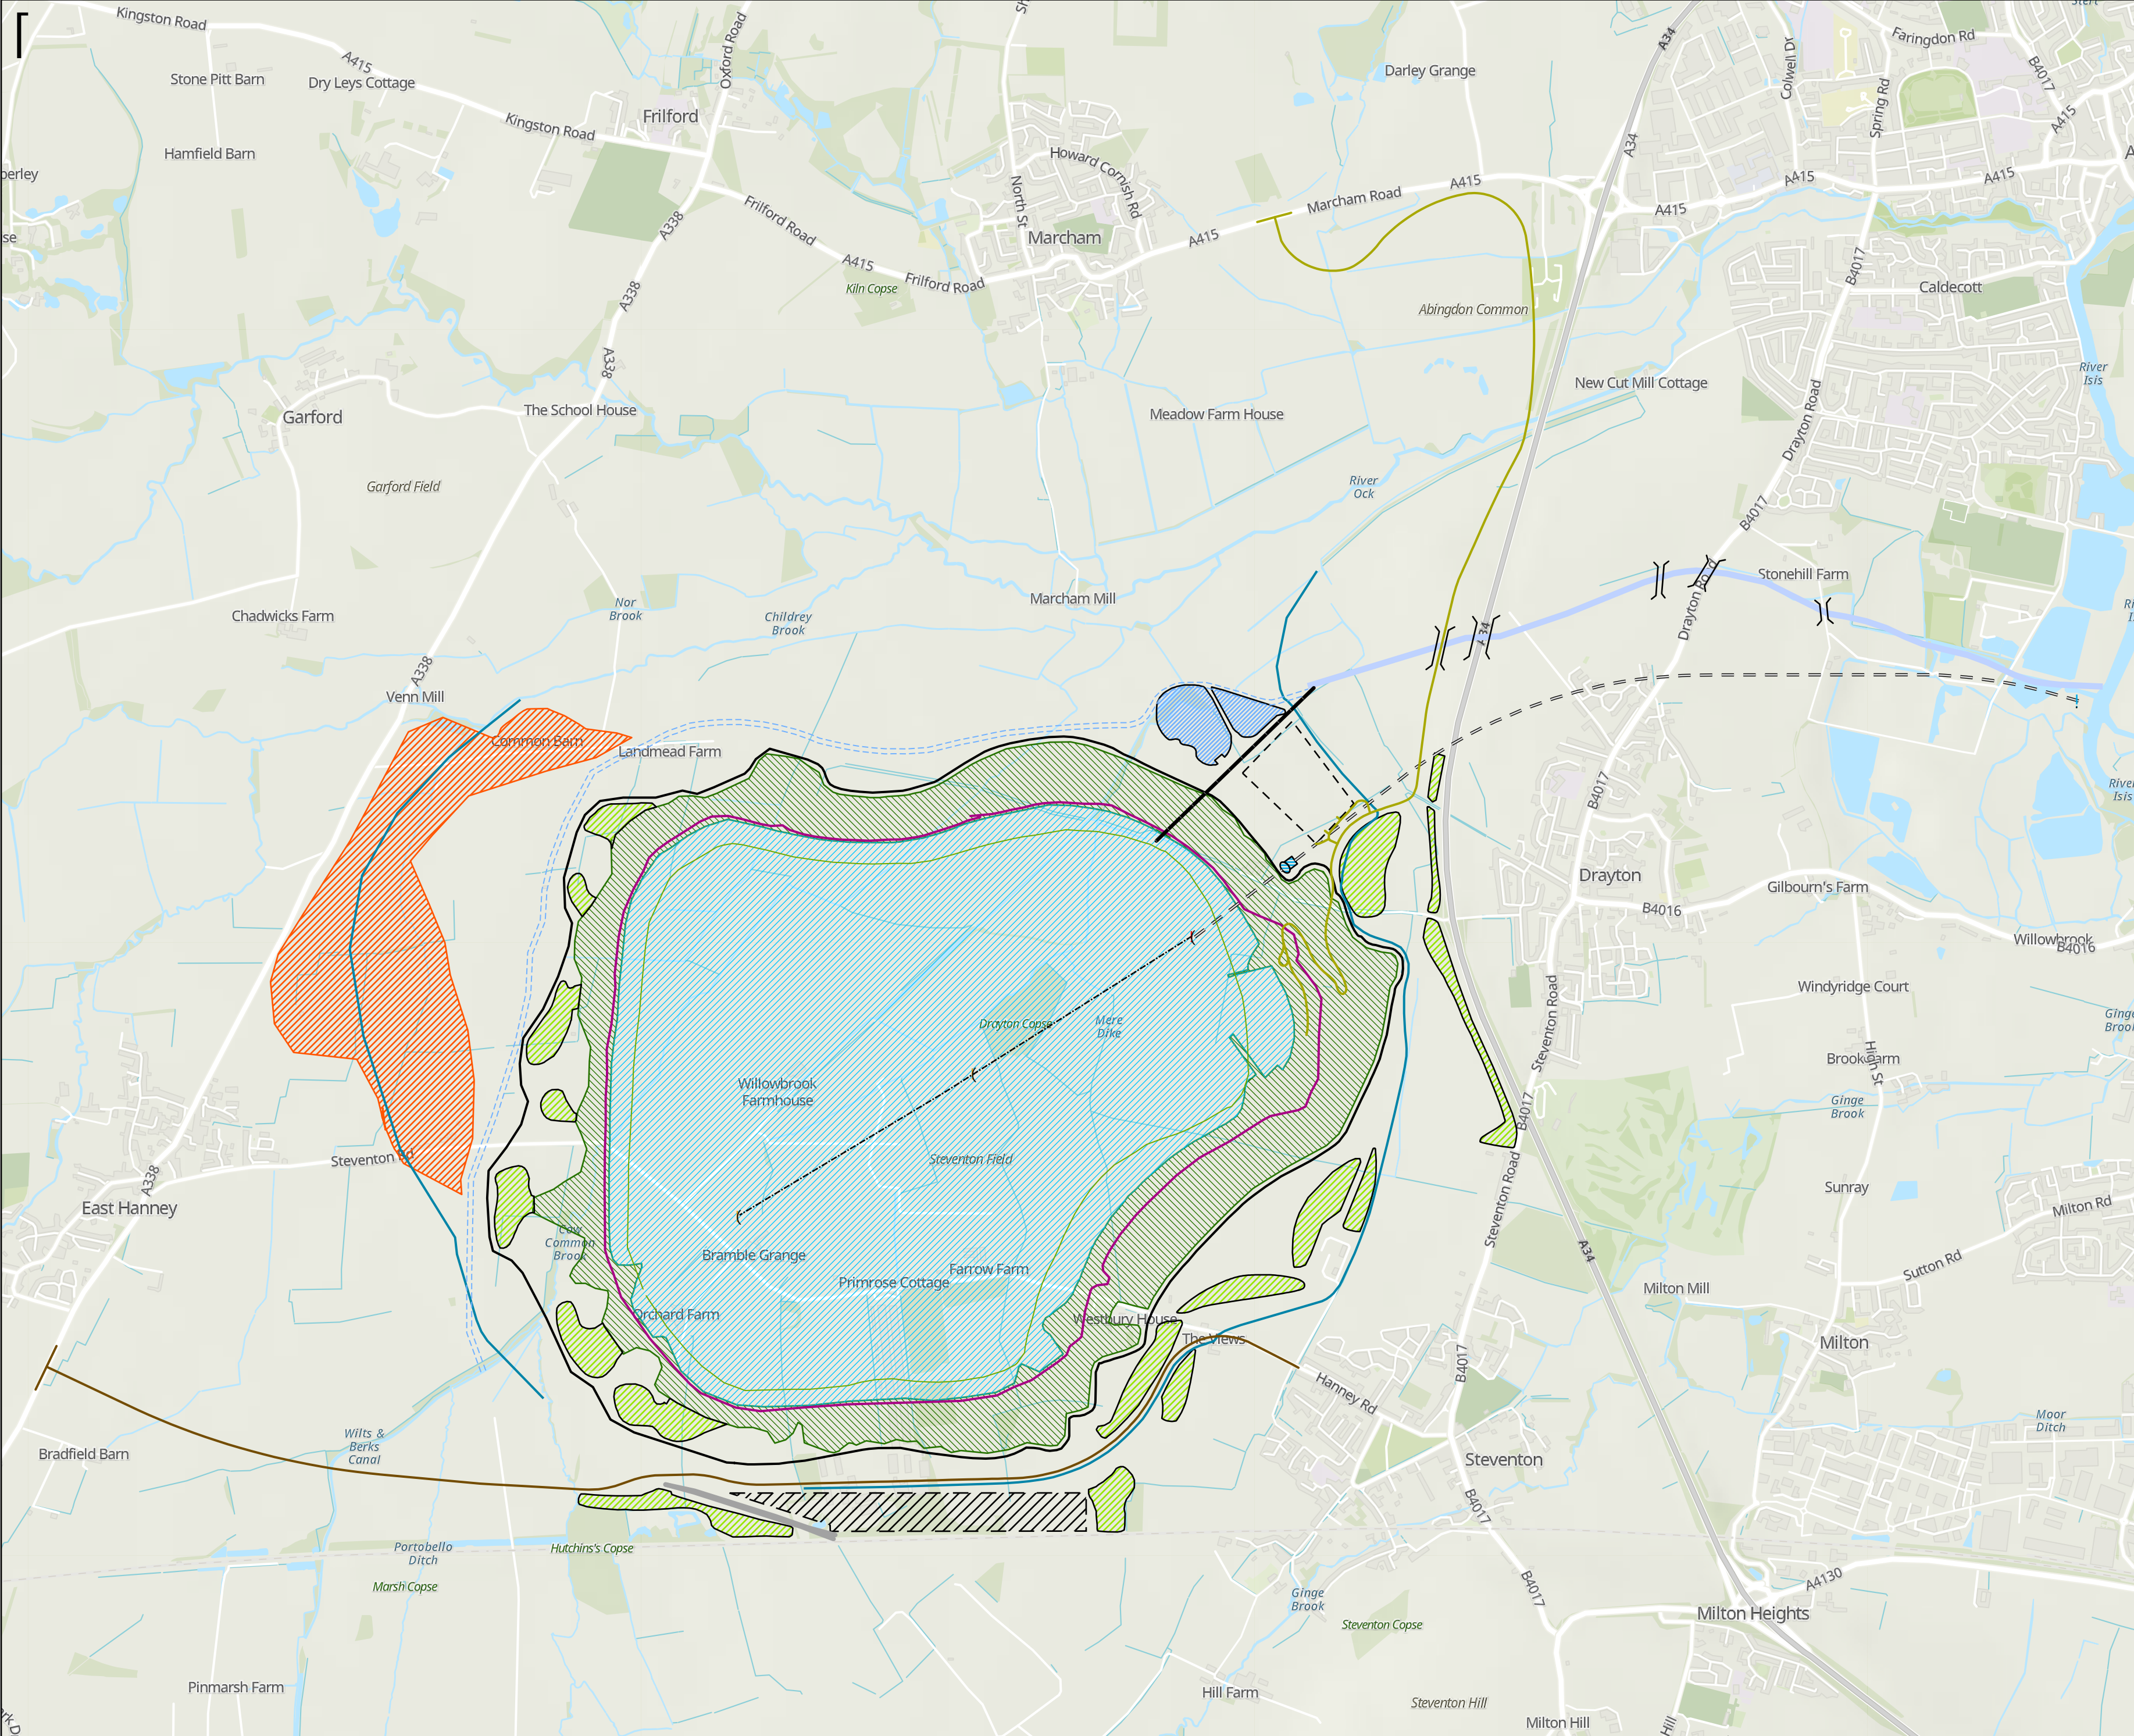 Kingston Road
A415
Stone Pitt Barn
Dry Leys Cottage
Kingston Road
Hamfield Barn
Frilford
Oxford Road
Darley Grange
A34
A34
Colwell Dr
Spring Rd
Faringdon Rd
B4017
A415
Howard Cornish Rd
North St
Marcham
Frilford Road
A415
Frilford Road
Kiln Copse
A338
A338
A338
A415
Marcham Road
A415
A415
A415
A415
B4017
Caldecott
Abingdon Common
New Cut Mill Cottage
River
Isis
Garford
The School House
Meadow Farm House
Drayton Road
Garford Field
River
Ock
B4017
Chadwicks Farm
Nor
Brook
Childrey
Brook
Marcham Mill
Stonehill Farm
Drayton Road
A34
A338
Venn Mill
Common Barn
Landmead Farm
B4017
River
Isis
Drayton
B4016
Gilbourn's Farm
Willowbrook
B4016
Windyridge Court
Drayton Copse
Mere
Dike
Steventon Road
Brook Farm
High St
Willowbrook
Farmhouse
Ginge
Brook
B4017
Steventon Field
Steventon Rd
A338
East Hanney
Cow
Common
Brook
Bramble Grange
Primrose Cottage
Farrow Farm
Orchard Farm
Westbury House
The Views
Steventon Road
A34
Sunray
Milton Rd
Sutton Rd
Milton Mill
Milton
B4017
Hanney Rd
Steventon
Moor
Ditch
Bradfield Barn
Wilts &
Berks
Canal
B4017
Portobello
Ditch
Hutchins's Copse
Marsh Copse
Ginge
Brook
B4017
A4130
Milton Heights
Steventon Copse
Pinmarsh Farm
Hill Farm
Steventon Hill
Milton Hill
Hill